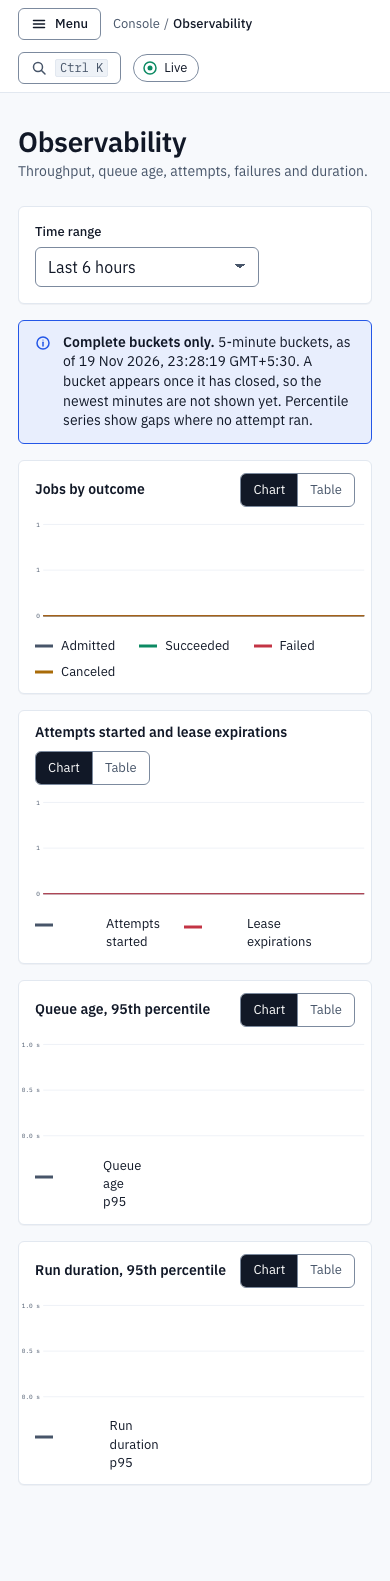 Menu
Console / Observability
Ctrl K
Live
Observability
Throughput, queue age, attempts, failures and duration.
Time range
Last 6 hours
Complete buckets only. 5-minute buckets, as
of 19 Nov 2026, 23:28:19 GMT+5:30. A
bucket appears once it has closed, so the
newest minutes are not shown yet. Percentile
series show gaps where no attempt ran.
Jobs by outcome
Chart Table
1
1
0
Admitted Succeeded Failed
Canceled
Attempts started and lease expirations
Chart Table
1
1
0
Attempts
started
Lease
expirations
Queue age, 95th percentile
Chart Table
1.0 s
0.5 s
0.0 s
Queue
age
p95
Run duration, 95th percentile
Chart Table
1.0 s
0.5 s
0.0 s
Run
duration
p95